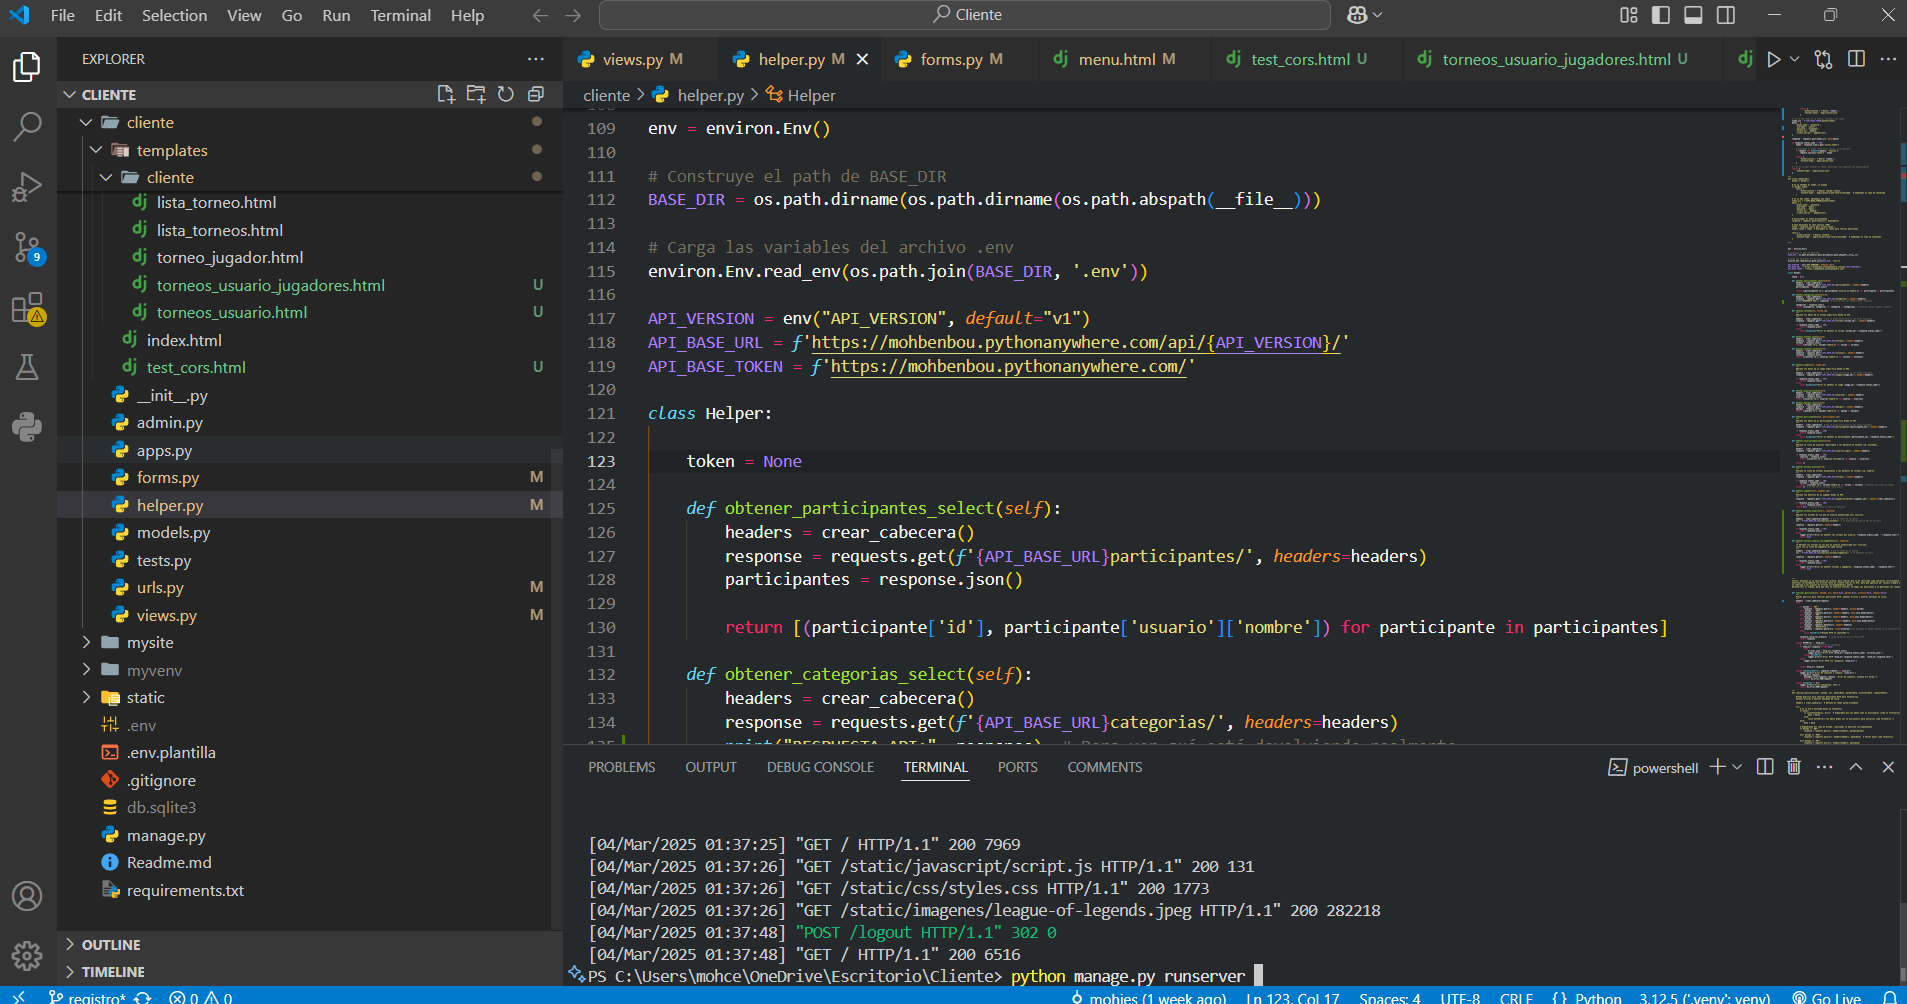 File Edit Selection View Go Run Terminal Help
Cliente
EXPLORER
CLIENTE
cliente
templates
cliente
lista_torneo.html
lista_torneos.html
torneo_jugador.html
torneos_usuario_jugadores.html U
torneos_usuario.html U
index.html
test_cors.html U
__init__.py
admin.py
apps.py
forms.py M
helper.py M
models.py
tests.py
urls.py M
views.py M
mysite
myvenv
static
.env
.env.plantilla
.gitignore
db.sqlite3
manage.py
Readme.md
requirements.txt
OUTLINE
TIMELINE
9
views.py M helper.py M forms.py M menu.html M test_cors.html U torneos_usuario_jugadores.html U
cliente > helper.py > Helper
109 env = environ.Env()
110
111 # Construye el path de BASE_DIR
112 BASE_DIR = os.path.dirname(os.path.dirname(os.path.abspath(__file__)))
113
114 # Carga las variables del archivo .env
115 environ.Env.read_env(os.path.join(BASE_DIR, '.env'))
116
117 API_VERSION = env("API_VERSION", default="v1")
118 API_BASE_URL = f'https://mohbenbou.pythonanywhere.com/api/{API_VERSION}/'
119 API_BASE_TOKEN = f'https://mohbenbou.pythonanywhere.com/'
120
121 class Helper:
122
123 token = None
124
125 def obtener_participantes_select(self):
126 headers = crear_cabecera()
127 response = requests.get(f'{API_BASE_URL}participantes/', headers=headers)
128 participantes = response.json()
129
130 return [(participante['id'], participante['usuario']['nombre']) for participante in participantes]
131
132 def obtener_categorias_select(self):
133 headers = crear_cabecera()
134 response = requests.get(f'{API_BASE_URL}categorias/', headers=headers)
PROBLEMS OUTPUT DEBUG CONSOLE TERMINAL PORTS COMMENTS
powershell
[04/Mar/2025 01:37:25] "GET / HTTP/1.1" 200 7969
[04/Mar/2025 01:37:26] "GET /static/javascript/script.js HTTP/1.1" 200 131
[04/Mar/2025 01:37:26] "GET /static/css/styles.css HTTP/1.1" 200 1773
[04/Mar/2025 01:37:26] "GET /static/imagenes/league-of-legends.jpeg HTTP/1.1" 200 282218
[04/Mar/2025 01:37:48] "POST /logout HTTP/1.1" 302 0
[04/Mar/2025 01:37:48] "GET / HTTP/1.1" 200 6516
PS C:\Users\mohce\OneDrive\Escritorio\Cliente> python manage.py runserver
registro* 0 0 mohies (1 week ago) Ln 123, Col 17 Spaces: 4 UTF-8 CRLF {} Python 3.12.5 ('.venv': venv) Go Live